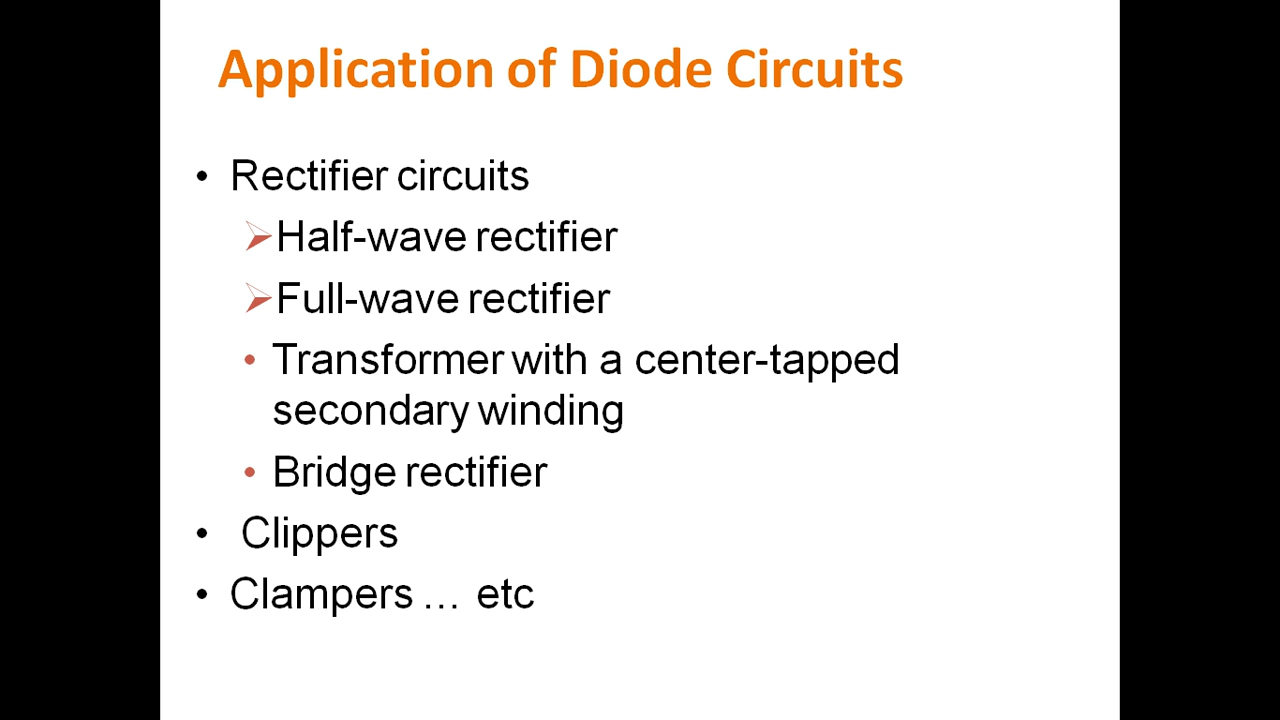 Application of Diode Circuits
• Rectifier circuits
➢Half-wave rectifier
➢Full-wave rectifier
• Transformer with a center-tapped
secondary winding
• Bridge rectifier
• Clippers
• Clampers … etc